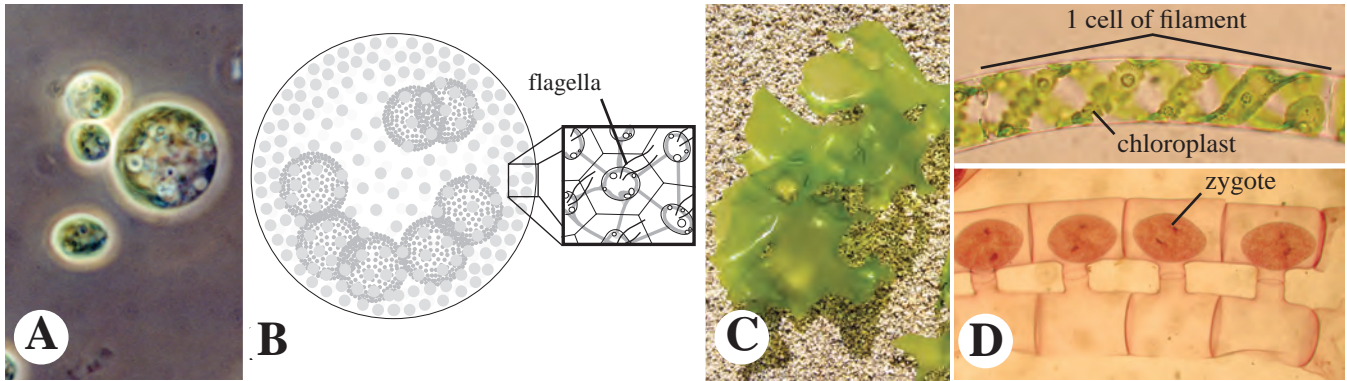 A
B
flagella
C
1 cell of filament
chloroplast
zygote
D